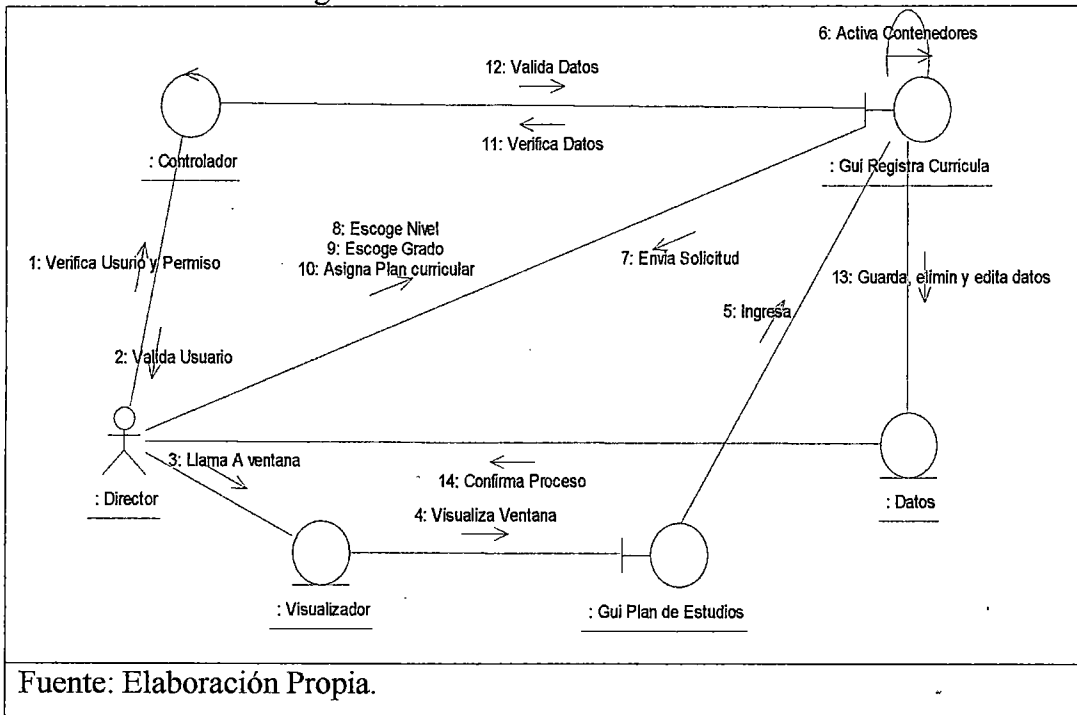 6: Activa Contenedores
12: Valida Datos
11: Verifica Datos
: Controlador
: Gui Registra Curricula
8: Escoge Nivel
9: Escoge Grado
10: Asigna Plan curricular
1: Verifica Usurio y Permiso
7: Envia Solicitud
13: Guarda, elimin y edita datos
5: Ingresa
2: Valida Usuario
3: Llama A ventana
14: Confirma Proceso
: Director
: Datos
4: Visualiza Ventana
: Visualizador
: Gui Plan de Estudios
Fuente: Elaboración Propia.